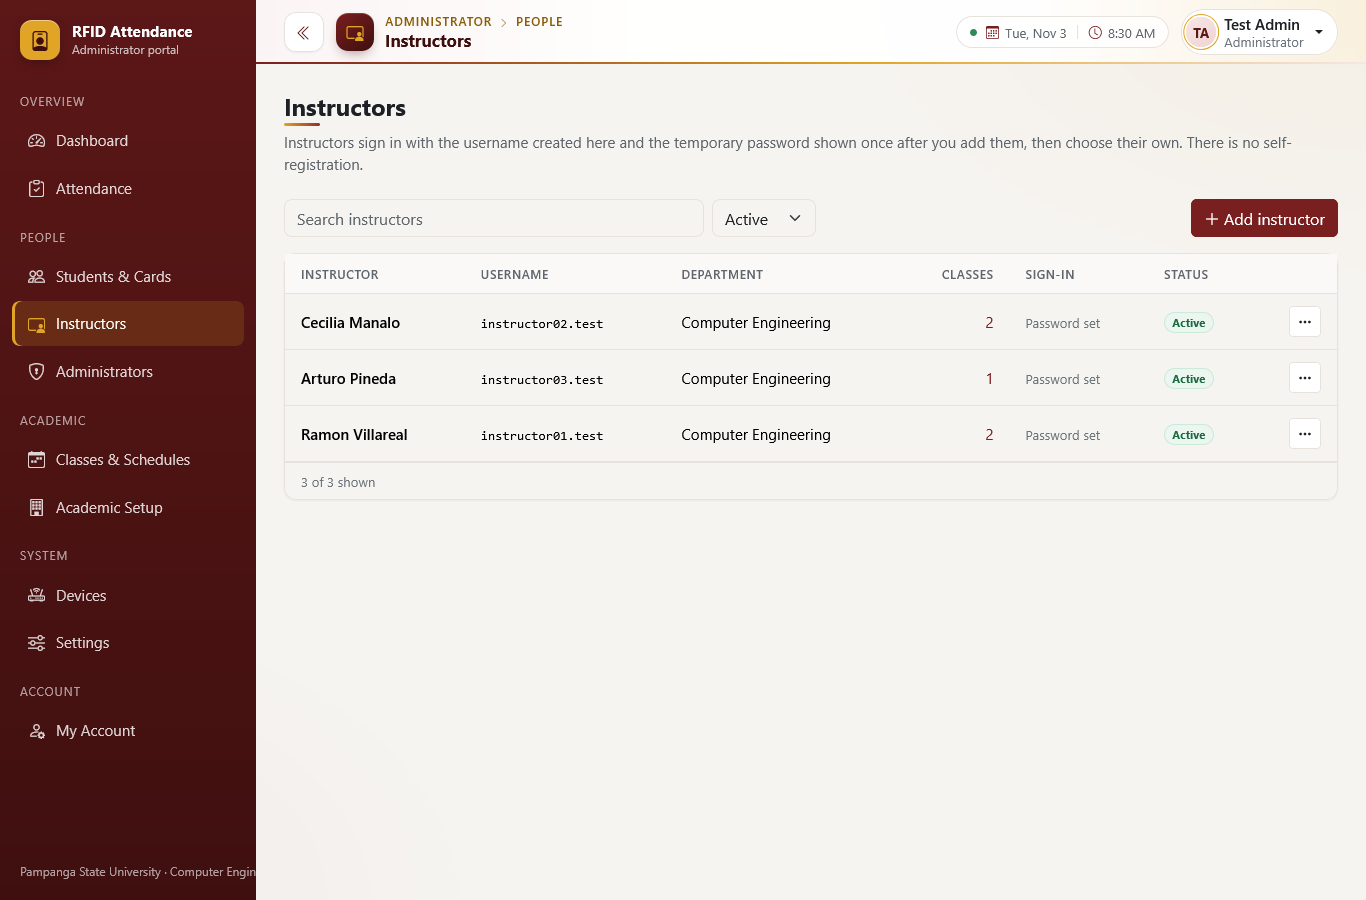 RFID Attendance
Administrator portal
OVERVIEW
Dashboard
Attendance
PEOPLE
Students & Cards
Instructors
Administrators
ACADEMIC
Classes & Schedules
Academic Setup
SYSTEM
Devices
Settings
ACCOUNT
My Account
Pampanga State University · Computer Engin
ADMINISTRATOR > PEOPLE
Instructors
Tue, Nov 3
8:30 AM
TA
Test Admin
Administrator
Instructors
Instructors sign in with the username created here and the temporary password shown once after you add them, then choose their own. There is no self-
registration.
Search instructors
Active
+ Add instructor
INSTRUCTOR USERNAME DEPARTMENT CLASSES SIGN-IN STATUS
Cecilia Manalo instructor02.test Computer Engineering 2 Password set Active ...
Arturo Pineda instructor03.test Computer Engineering 1 Password set Active ...
Ramon Villareal instructor01.test Computer Engineering 2 Password set Active ...
3 of 3 shown